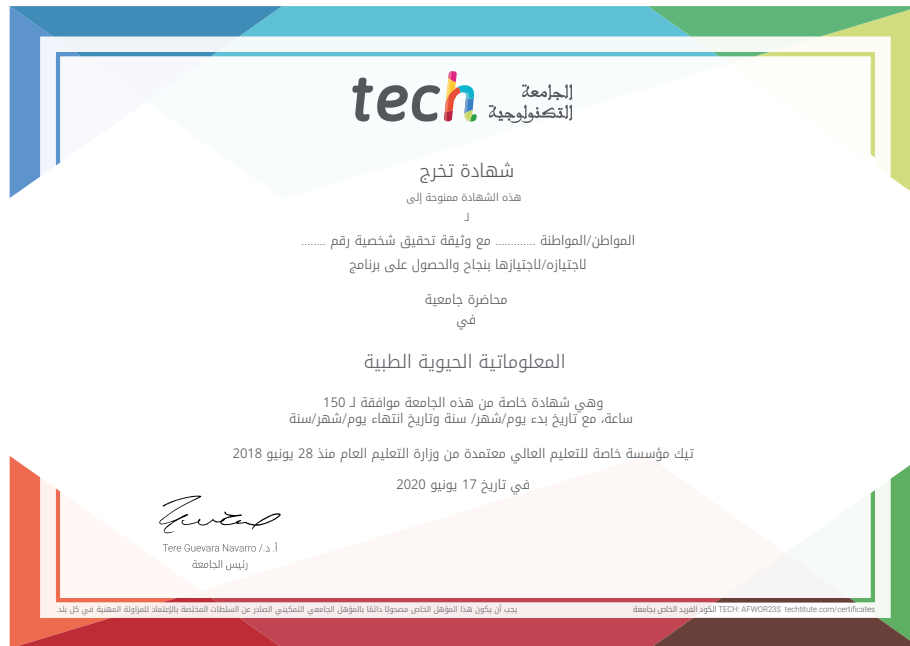 tech الجامعة
التكنولوجية
شهادة تخرج
هذه الشهادة ممنوحة إلى
لـ
المواطن/المواطنة ............ مع وثيقة تحقيق شخصية رقم ........
لاجتيازه/لاجتيازها بنجاح والحصول على برنامج
محاضرة جامعية
في
المعلوماتية الحيوية الطبية
وهي شهادة خاصة من هذه الجامعة موافقة لـ 150
ساعة، مع تاريخ بدء يوم/شهر/ سنة وتاريخ انتهاء يوم/شهر/سنة
تيك مؤسسة خاصة للتعليم العالي معتمدة من وزارة التعليم العام منذ 28 يونيو 2018
في تاريخ 17 يونيو 2020
أ.د./ Tere Guevara Navarro
رئيس الجامعة
يجب أن يكون هذا المؤهل الخاص مصحوبًا دائمًا بالمؤهل الجامعي التمكيني الصادر عن السلطات المختصة بالإعتماد للمزاولة المهنية في كل بلد.
الكود الفريد الخاص بجامعة TECH: AFWOR23S techtitute.com/certificates